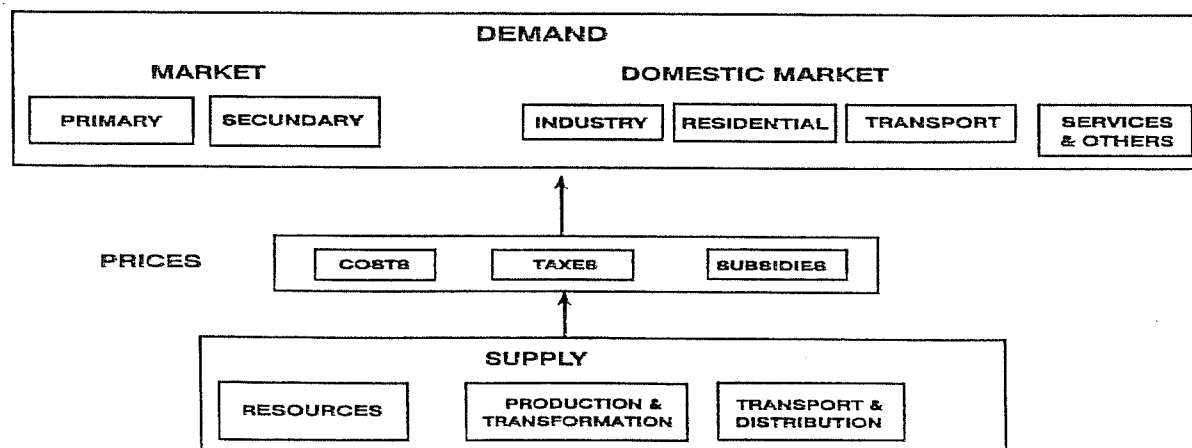 DEMAND
MARKET
DOMESTIC MARKET
PRIMARY
SECUNDARY
INDUSTRY
RESIDENTIAL
TRANSPORT
SERVICES
& OTHERS
PRICES
COSTS
TAXES
SUBSIDIES
SUPPLY
RESOURCES
PRODUCTION &
TRANSFORMATION
TRANSPORT &
DISTRIBUTION